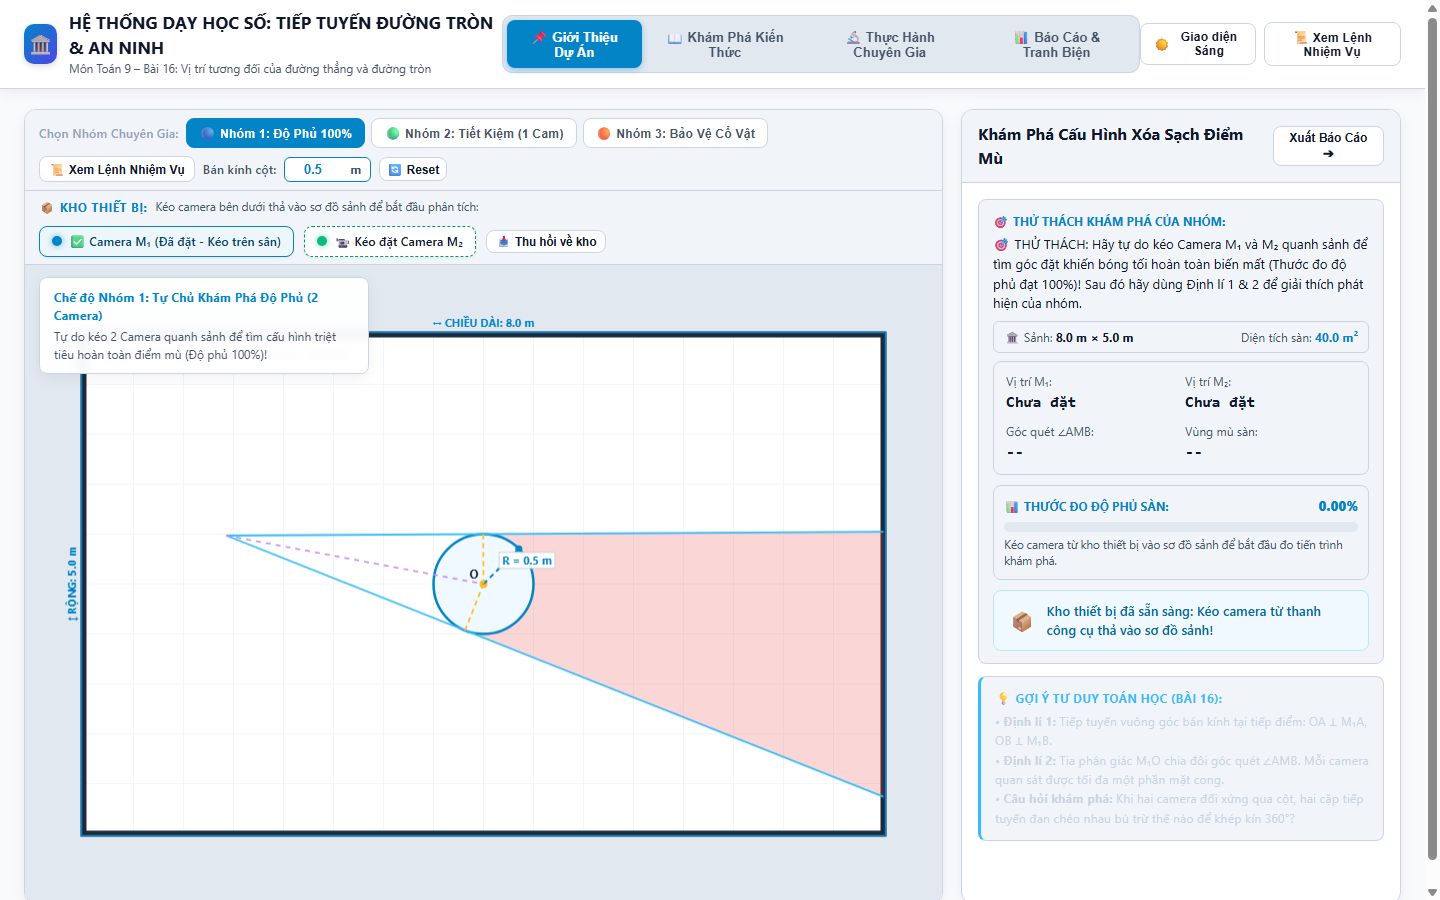 HỆ THỐNG DẠY HỌC SỐ: TIẾP TUYẾN ĐƯỜNG TRÒN
& AN NINH
Môn Toán 9 – Bài 16: Vị trí tương đối của đường thẳng và đường tròn
Giới Thiệu
Dự Án
Khám Phá Kiến
Thức
Thực Hành
Chuyên Gia
Báo Cáo &
Tranh Biện
Giao diện
Sáng
Xem Lệnh
Nhiệm Vụ
Chọn Nhóm Chuyên Gia:
Nhóm 1: Độ Phủ 100%
Nhóm 2: Tiết Kiệm (1 Cam)
Nhóm 3: Bảo Vệ Cổ Vật
Xem Lệnh Nhiệm Vụ
Bán kính cột:
0.5 m
Reset
KHO THIẾT BỊ: Kéo camera bên dưới thả vào sơ đồ sảnh để bắt đầu phân tích:
Camera M₁ (Đã đặt - Kéo trên sân)
Kéo đặt Camera M₂
Thu hồi về kho
Chế độ Nhóm 1: Tự Chủ Khám Phá Độ Phủ (2
Camera)
Tự do kéo 2 Camera quanh sảnh để tìm cấu hình triệt
tiêu hoàn toàn điểm mù (Độ phủ 100%)!
↔ CHIỀU DÀI: 8.0 m
↕ RỘNG: 5.0 m
O
R = 0.5 m
Khám Phá Cấu Hình Xóa Sạch Điểm
Mù
Xuất Báo Cáo
→
THỬ THÁCH KHÁM PHÁ CỦA NHÓM:
THỬ THÁCH: Hãy tự do kéo Camera M₁ và M₂ quanh sảnh để
tìm góc đặt khiến bóng tối hoàn toàn biến mất (Thước đo độ
phủ đạt 100%)! Sau đó hãy dùng Định lí 1 & 2 để giải thích phát
hiện của nhóm.
Sảnh: 8.0 m × 5.0 m
Diện tích sàn: 40.0 m²
Vị trí M₁:
Chưa đặt
Vị trí M₂:
Chưa đặt
Góc quét ∠AMB:
--
Vùng mù sàn:
--
THƯỚC ĐO ĐỘ PHỦ SÀN:
0.00%
Kéo camera từ kho thiết bị vào sơ đồ sảnh để bắt đầu đo tiến trình
khám phá.
Kho thiết bị đã sẵn sàng: Kéo camera từ thanh
công cụ thả vào sơ đồ sảnh!
GỢI Ý TƯ DUY TOÁN HỌC (BÀI 16):
• Định lí 1: Tiếp tuyến vuông góc bán kính tại tiếp điểm: OA ⊥ M₁A,
OB ⊥ M₁B.
• Định lí 2: Tia phân giác M₁O chia đôi góc quét ∠AMB. Mỗi camera
quan sát được tối đa một phần mặt cong.
• Câu hỏi khám phá: Khi hai camera đối xứng qua cột, hai cặp tiếp
tuyến đan chéo nhau bù trừ thế nào để khép kín 360°?